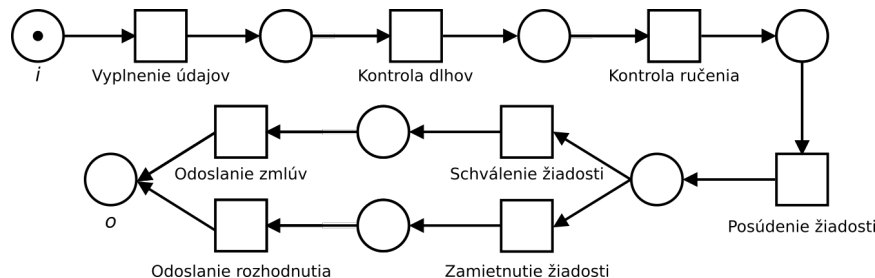 i
Vyplnenie údajov
Kontrola dlhov
Kontrola ručenia
Odoslanie zmlúv
Schválenie žiadosti
o
Posúdenie žiadosti
Odoslanie rozhodnutia
Zamietnutie žiadosti